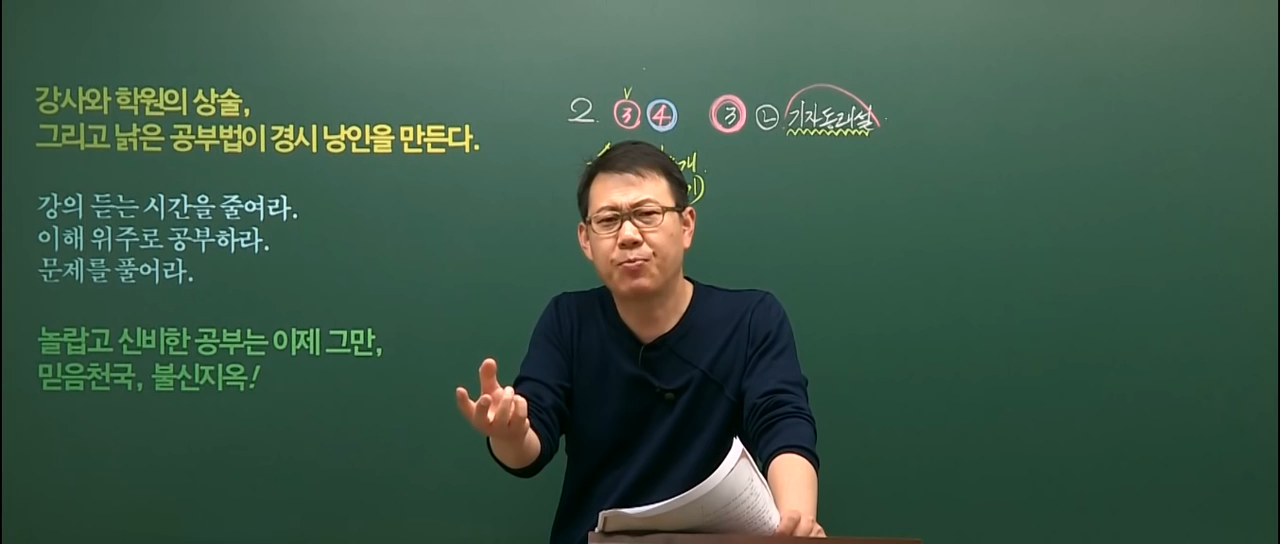 강사와 학원의 상술,
그리고 낡은 공부법이 경시 낭인을 만든다.
강의 듣는 시간을 줄여라.
이해 위주로 공부하라.
문제를 풀어라.
놀랍고 신비한 공부는 이제 그만,
믿음천국, 불신지옥!
2. ③ ④ ③ ㉡ 기자동래설